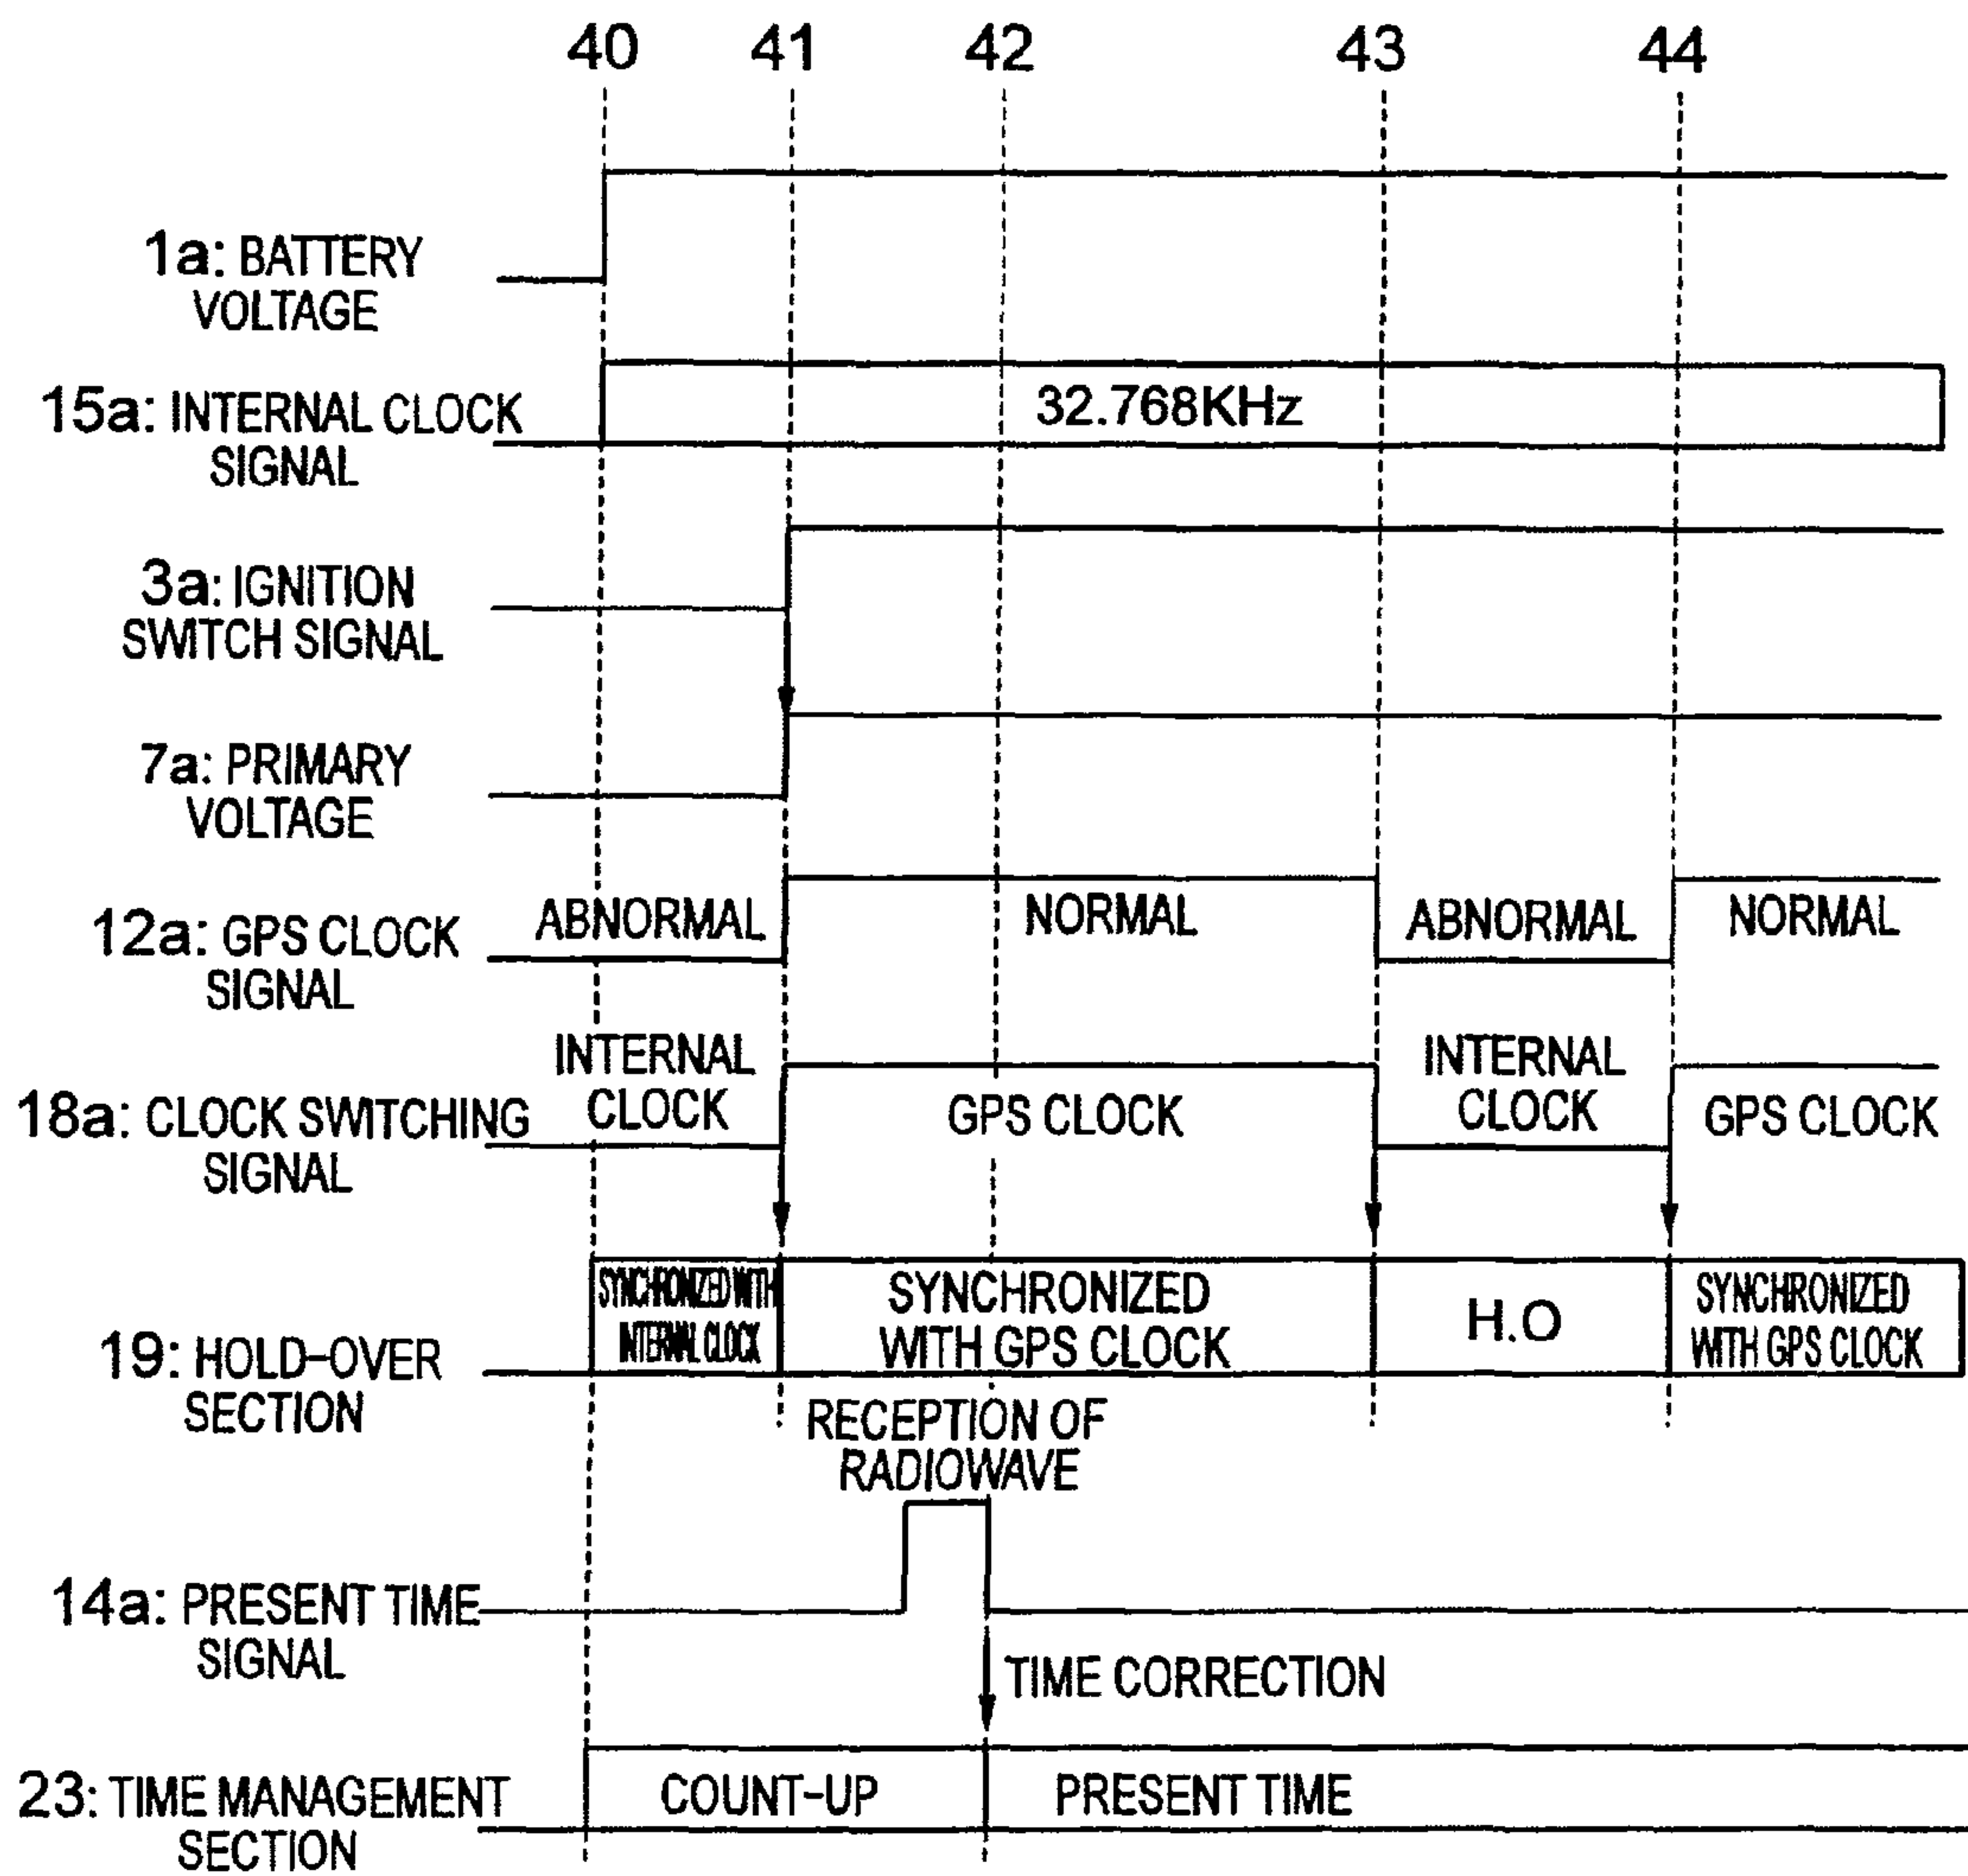 40 41 42 43 44
1a: BATTERY
VOLTAGE
15a: INTERNAL CLOCK
SIGNAL
32.768KHz
3a: IGNITION
SWITCH SIGNAL
7a: PRIMARY
VOLTAGE
12a: GPS CLOCK
SIGNAL
ABNORMAL NORMAL ABNORMAL NORMAL
18a: CLOCK SWITCHING
SIGNAL
INTERNAL
CLOCK
GPS CLOCK
INTERNAL
CLOCK
GPS CLOCK
19: HOLD-OVER
SECTION
SYNCHRONIZED WITH
INTERNAL CLOCK
SYNCHRONIZED
WITH GPS CLOCK
H.O
SYNCHRONIZED
WITH GPS CLOCK
RECEPTION OF
RADIOWAVE
14a: PRESENT TIME
SIGNAL
TIME CORRECTION
23: TIME MANAGEMENT
SECTION
COUNT-UP PRESENT TIME